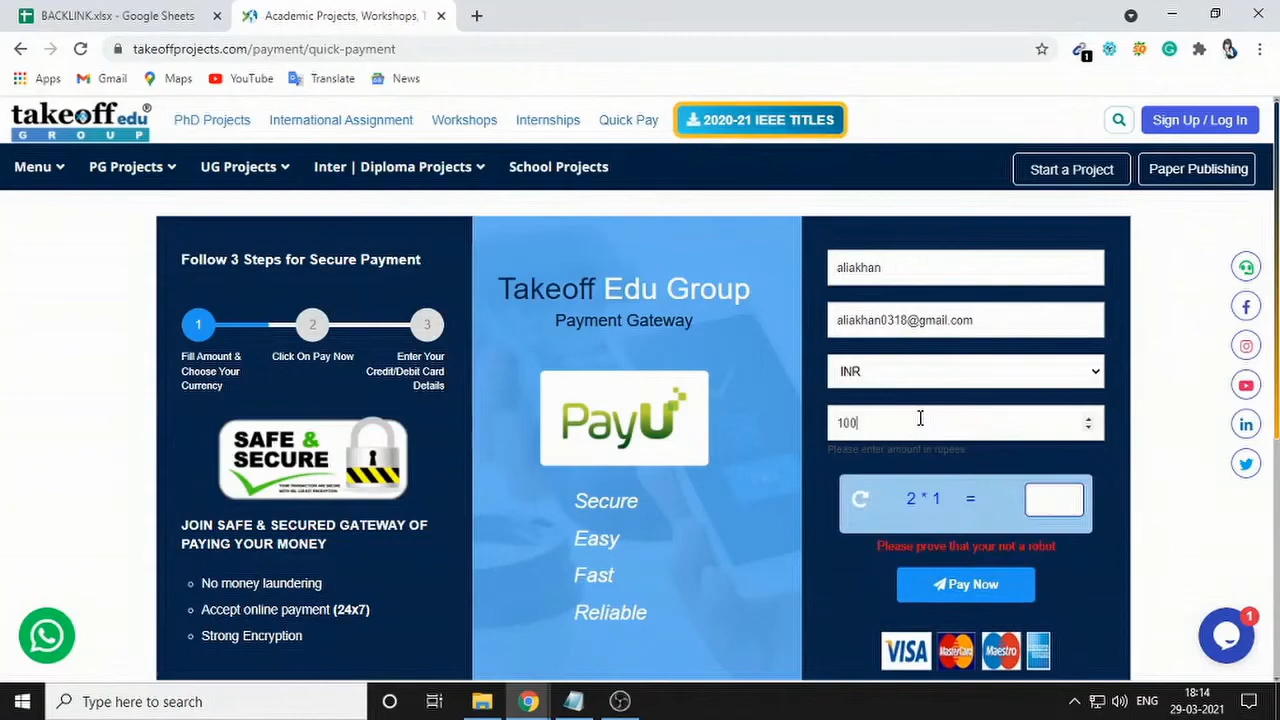 BACKLINK.xlsx - Google Sheets
Academic Projects, Workshops, T
takeoffprojects.com/payment/quick-payment
1
Apps Gmail Maps YouTube Translate News
takeoff edu
GROUP
PhD Projects International Assignment Workshops Internships Quick Pay 2020-21 IEEE TITLES Sign Up / Log In
Menu PG Projects UG Projects Inter | Diploma Projects School Projects Start a Project Paper Publishing
Follow 3 Steps for Secure Payment
1 2 3
Fill Amount &
Choose Your
Currency
Click On Pay Now
Enter Your
Credit/Debit Card
Details
SAFE &
SECURE
JOIN SAFE & SECURED GATEWAY OF
PAYING YOUR MONEY
No money laundering
Accept online payment (24x7)
Strong Encryption
Takeoff Edu Group
Payment Gateway
PayU
Secure
Easy
Fast
Reliable
aliakhan
aliakhan0318@gmail.com
INR
100
Please enter amount in rupees
2 * 1 =
Please prove that your not a robot
Pay Now
VISA MasterCard Maestro
1
Type here to search
ENG
18:14
29-03-2021